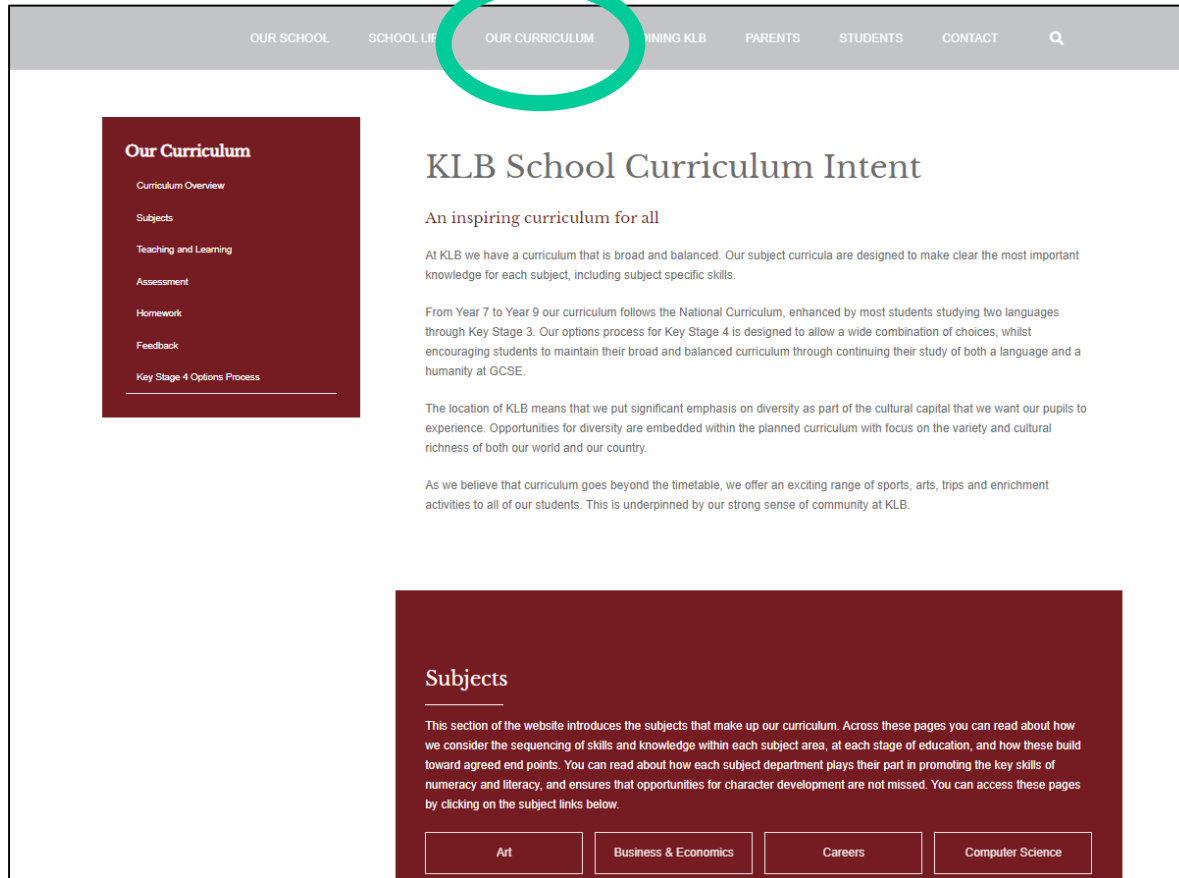 OUR SCHOOL SCHOOL OUR CURRICULUM KLB PARENTS STUDENTS CONTACT
Our Curriculum
Curriculum Overview
Subjects
Teaching and Learning
Assessment
Homework
Feedback
Key Stage 4 Options Process
KLB School Curriculum Intent
An inspiring curriculum for all
At KLB we have a curriculum that is broad and balanced. Our subject curricula are designed to make clear the most important
knowledge for each subject, including subject specific skills.
From Year 7 to Year 9 our curriculum follows the National Curriculum, enhanced by most students studying two languages
through Key Stage 3. Our options process for Key Stage 4 is designed to allow a wide combination of choices, whilst
encouraging students to maintain their broad and balanced curriculum through continuing their study of both a language and a
humanity at GCSE.
The location of KLB means that we put significant emphasis on diversity as part of the cultural capital that we want our pupils to
experience. Opportunities for diversity are embedded within the planned curriculum with focus on the variety and cultural
richness of both our world and our country.
As we believe that curriculum goes beyond the timetable, we offer an exciting range of sports, arts, trips and enrichment
activities to all of our students. This is underpinned by our strong sense of community at KLB.
Subjects
This section of the website introduces the subjects that make up our curriculum. Across these pages you can read about how
we consider the sequencing of skills and knowledge within each subject area, at each stage of education, and how these build
toward agreed end points. You can read about how each subject department plays their part in promoting the key skills of
numeracy and literacy, and ensures that opportunities for character development are not missed. You can access these pages
by clicking on the subject links below.
Art Business & Economics Careers Computer Science